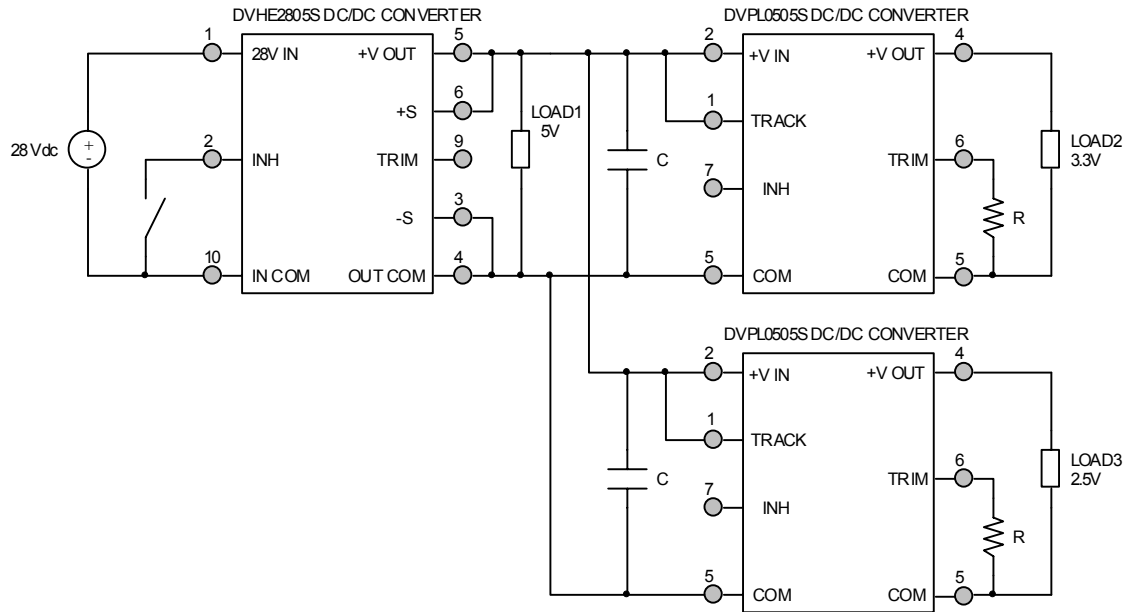 DVHE2805S DC/DC CONVERTER
1
28V IN
+V OUT
5
+S
6
2
INH
TRIM
9
-S
3
10
IN COM
OUT COM
4
28 Vdc
+
-
LOAD1
5V
C
DVPL0505S DC/DC CONVERTER
2
+V IN
+V OUT
4
1
TRACK
TRIM
6
7
INH
5
COM
COM
5
R
LOAD2
3.3V
DVPL0505S DC/DC CONVERTER
2
+V IN
+V OUT
4
1
TRACK
TRIM
6
7
INH
5
COM
COM
5
C
R
LOAD3
2.5V